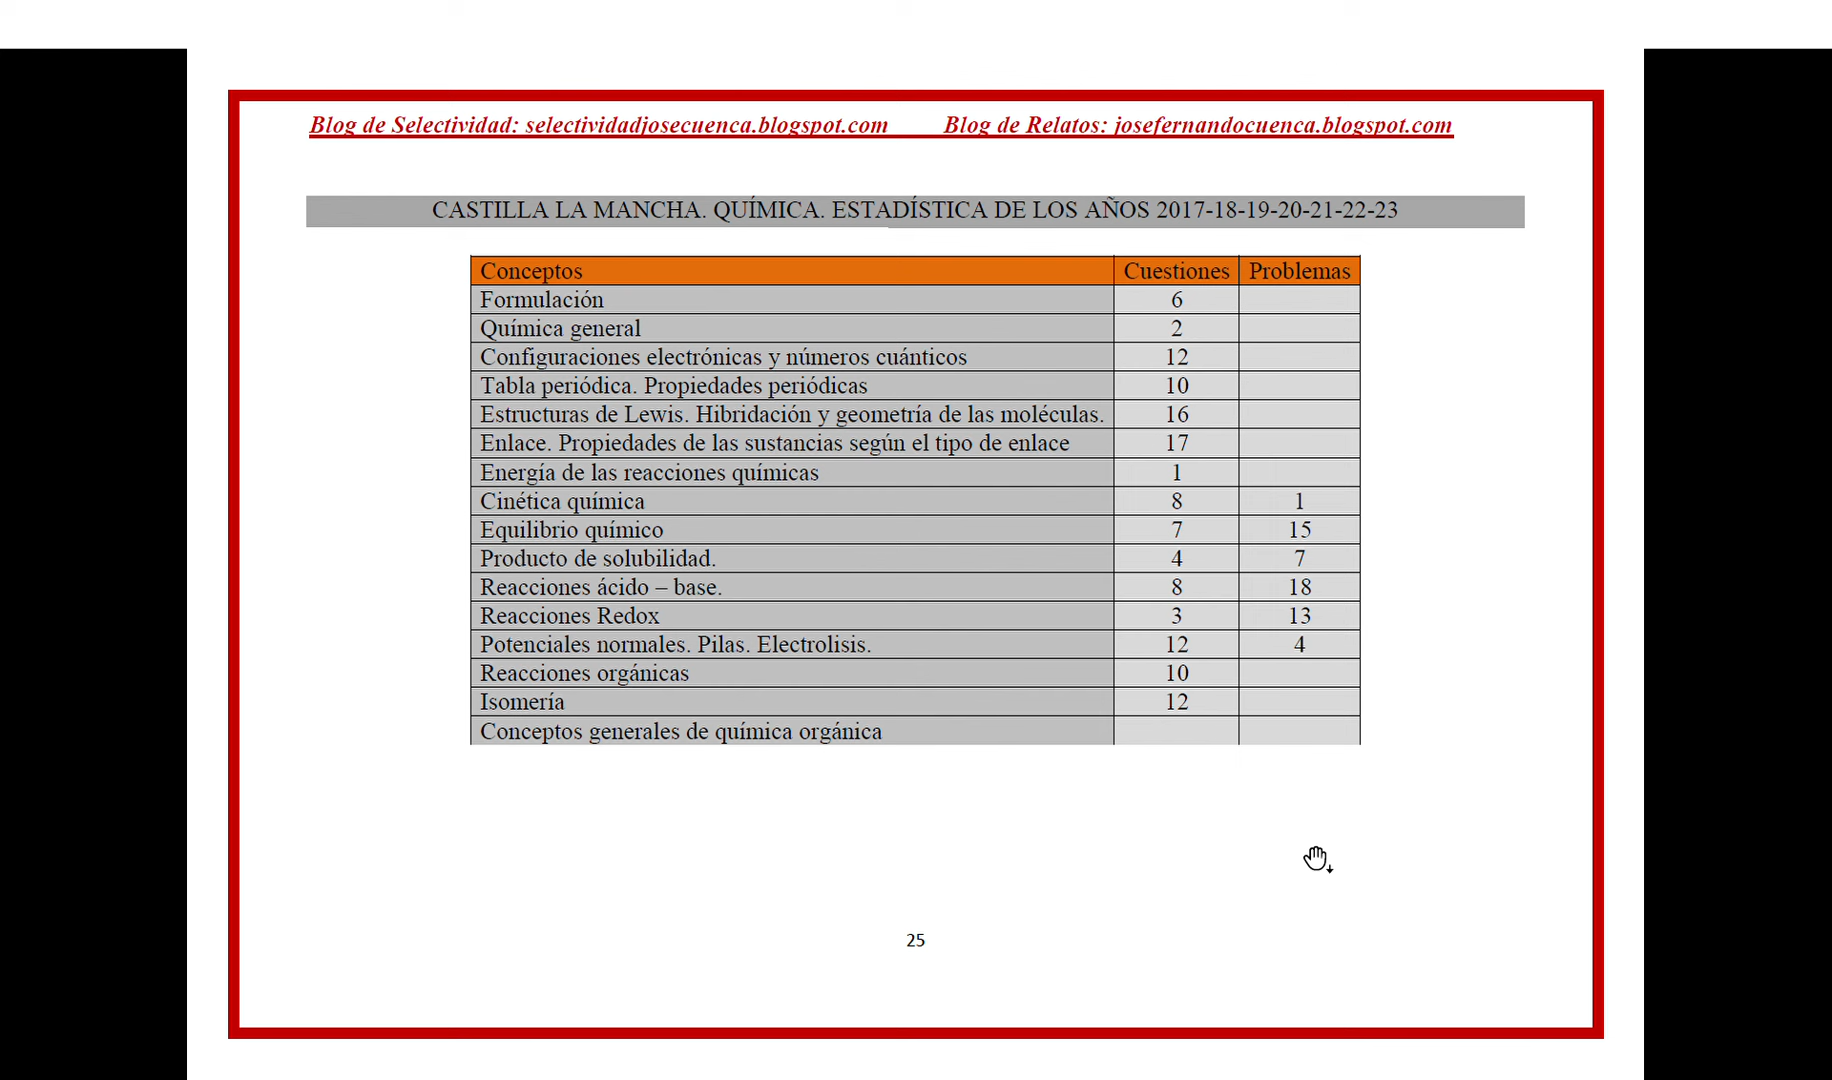 Blog de Selectividad: selectividadjosecuenca.blogspot.com Blog de Relatos: josefernandocuenca.blogspot.com
CASTILLA LA MANCHA. QUÍMICA. ESTADÍSTICA DE LOS AÑOS 2017-18-19-20-21-22-23
Conceptos Cuestiones Problemas
Formulación 6
Química general 2
Configuraciones electrónicas y números cuánticos 12
Tabla periódica. Propiedades periódicas 10
Estructuras de Lewis. Hibridación y geometría de las moléculas. 16
Enlace. Propiedades de las sustancias según el tipo de enlace 17
Energía de las reacciones químicas 1
Cinética química 8 1
Equilibrio químico 7 15
Producto de solubilidad. 4 7
Reacciones ácido – base. 8 18
Reacciones Redox 3 13
Potenciales normales. Pilas. Electrolisis. 12 4
Reacciones orgánicas 10
Isomería 12
Conceptos generales de química orgánica
25